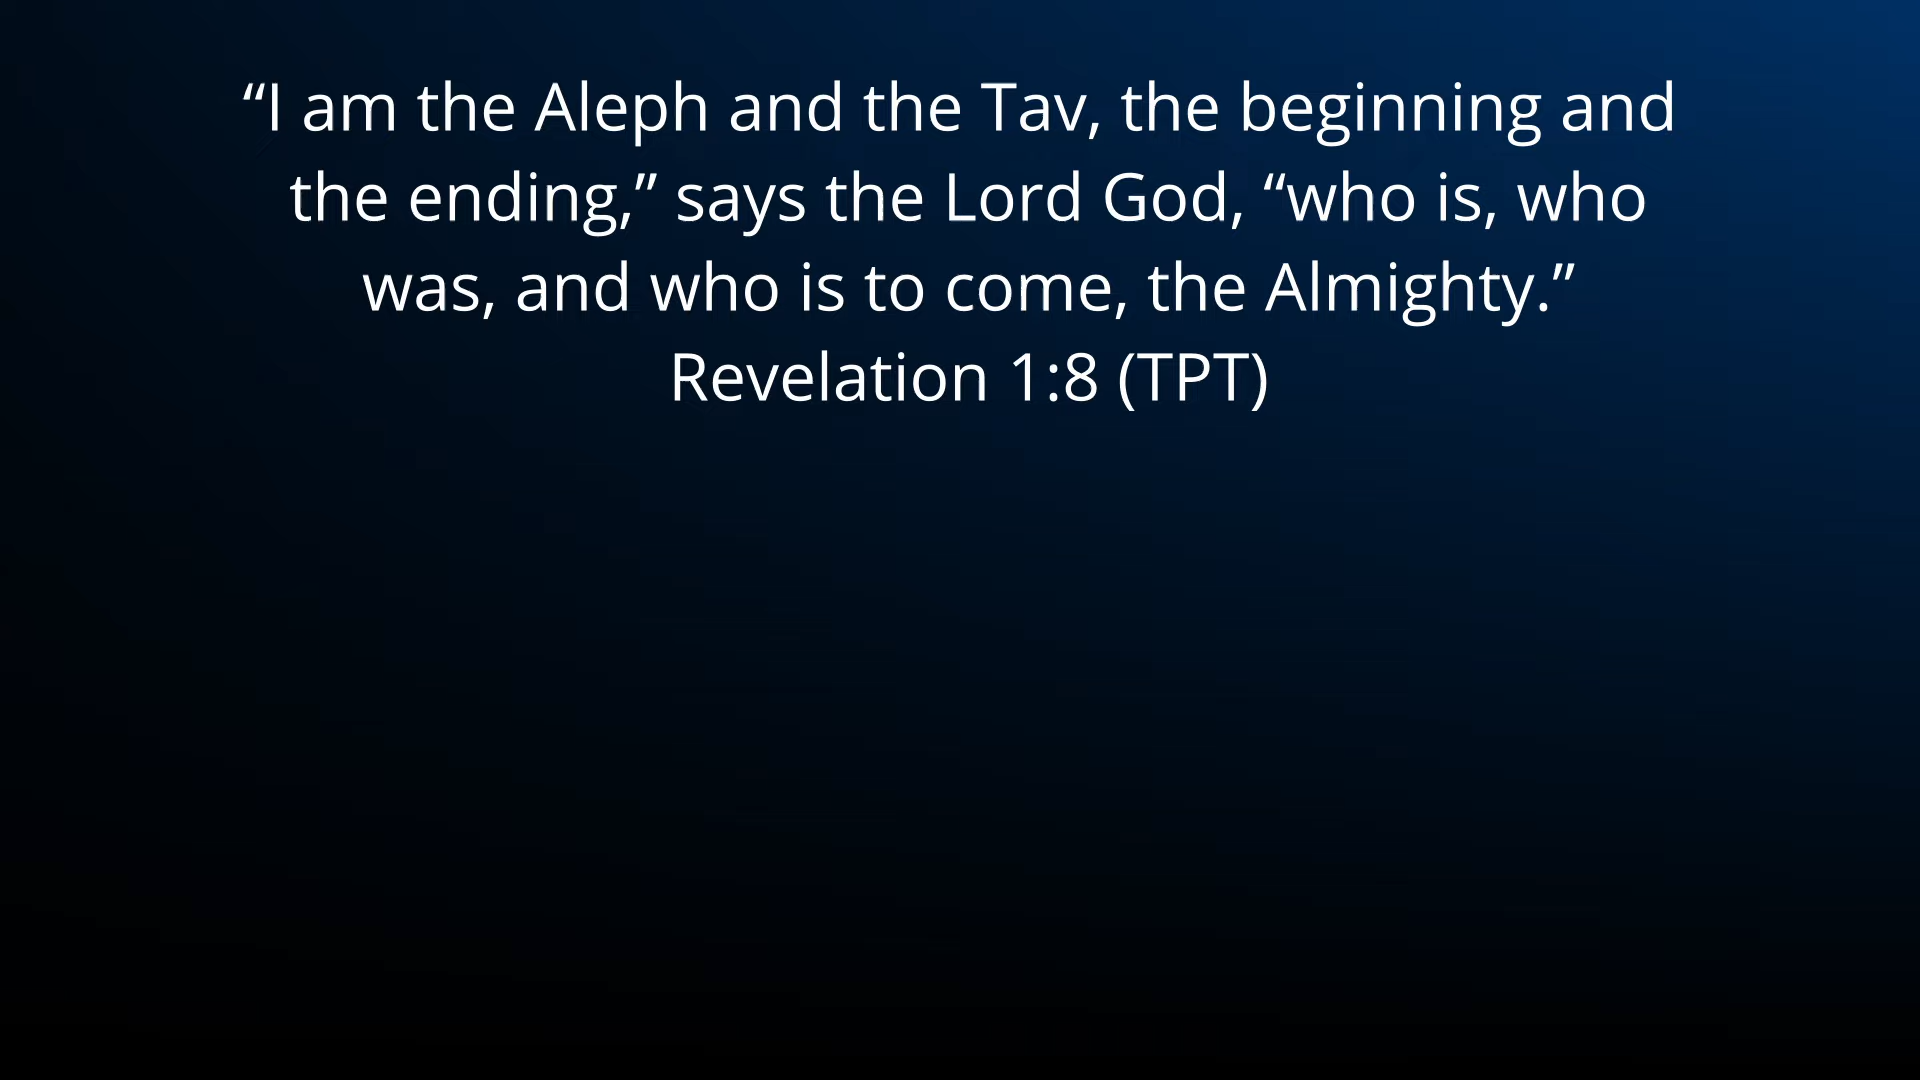 “I am the Aleph and the Tav, the beginning and
the ending,” says the Lord God, “who is, who
was, and who is to come, the Almighty.”
Revelation 1:8 (TPT)